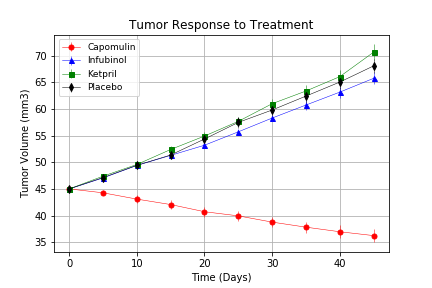 Tumor Response to Treatment
Capomulin
Infubinol
Ketpril
Placebo
Tumor Volume (mm3)
70
65
60
55
50
45
40
35
0
10
20
30
40
Time (Days)